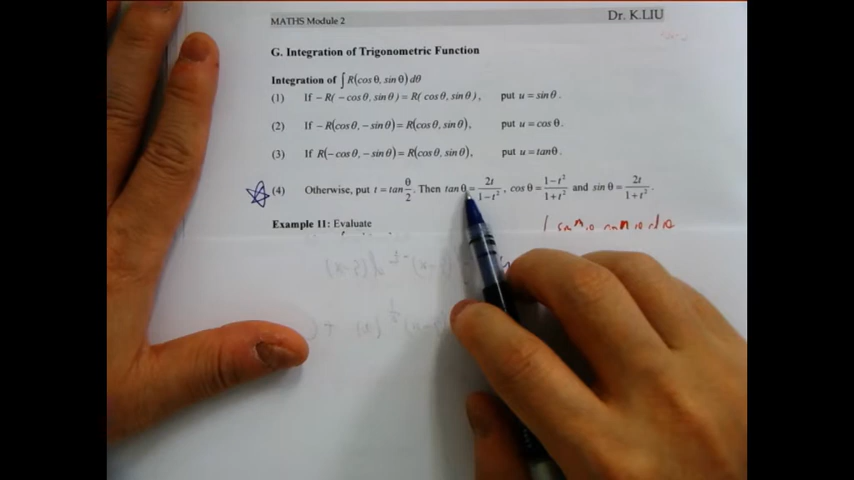 MATHS Module 2 Dr. K.LIU
G. Integration of Trigonometric Function
Integration of ∫ R(cos θ, sin θ) dθ
(1) If −R(−cos θ, sin θ) = R(cos θ, sin θ), put u = sin θ.
(2) If −R(cos θ, −sin θ) = R(cos θ, sin θ), put u = cos θ.
(3) If R(−cos θ, −sin θ) = R(cos θ, sin θ), put u = tan θ.
(4) Otherwise, put t = tan θ/2. Then tan θ = 2t/(1−t²), cos θ = (1−t²)/(1+t²) and sin θ = 2t/(1+t²).
Example 11: Evaluate